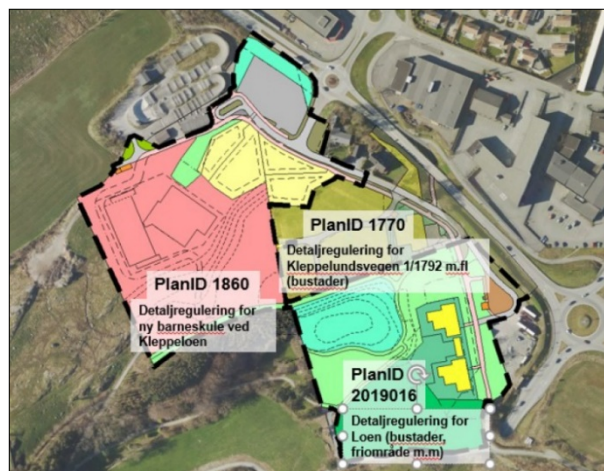 PlanID 1770
Detaljregulering for
Kleppelundsvegen 1/1792 m.fl
(bustader)
PlanID 1860
Detaljregulering for
ny barneskule ved
Kleppeloen
PlanID
2019016
Detaljregulering for
Loen (bustader,
friområde m.m)